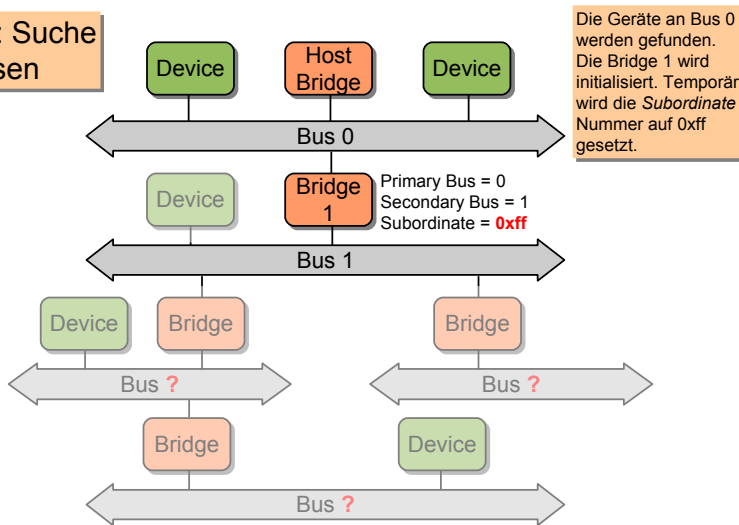 : Suche
sen
Die Geräte an Bus 0
werden gefunden.
Die Bridge 1 wird
initialisiert. Temporär
wird die Subordinate
Nummer auf 0xff
gesetzt.
Device
Host
Bridge
Device
Bus 0
Device
Bridge
1
Primary Bus = 0
Secondary Bus = 1
Subordinate = 0xff
Bus 1
Device
Bridge
Bridge
Bus ?
Bus ?
Bridge
Device
Bus ?